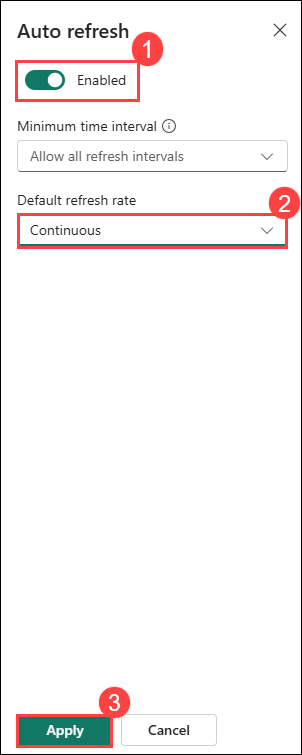 Auto refresh
1
Enabled
Minimum time interval
Allow all refresh intervals
Default refresh rate
2
Continuous
3
Apply Cancel